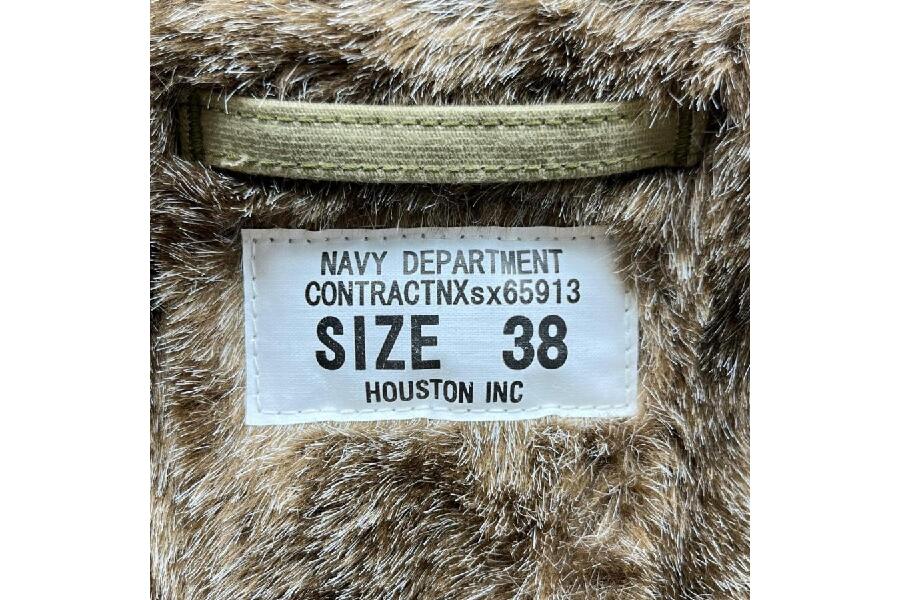 NAVY DEPARTMENT
CONTRACTNXsx65913
SIZE 38
HOUSTON INC